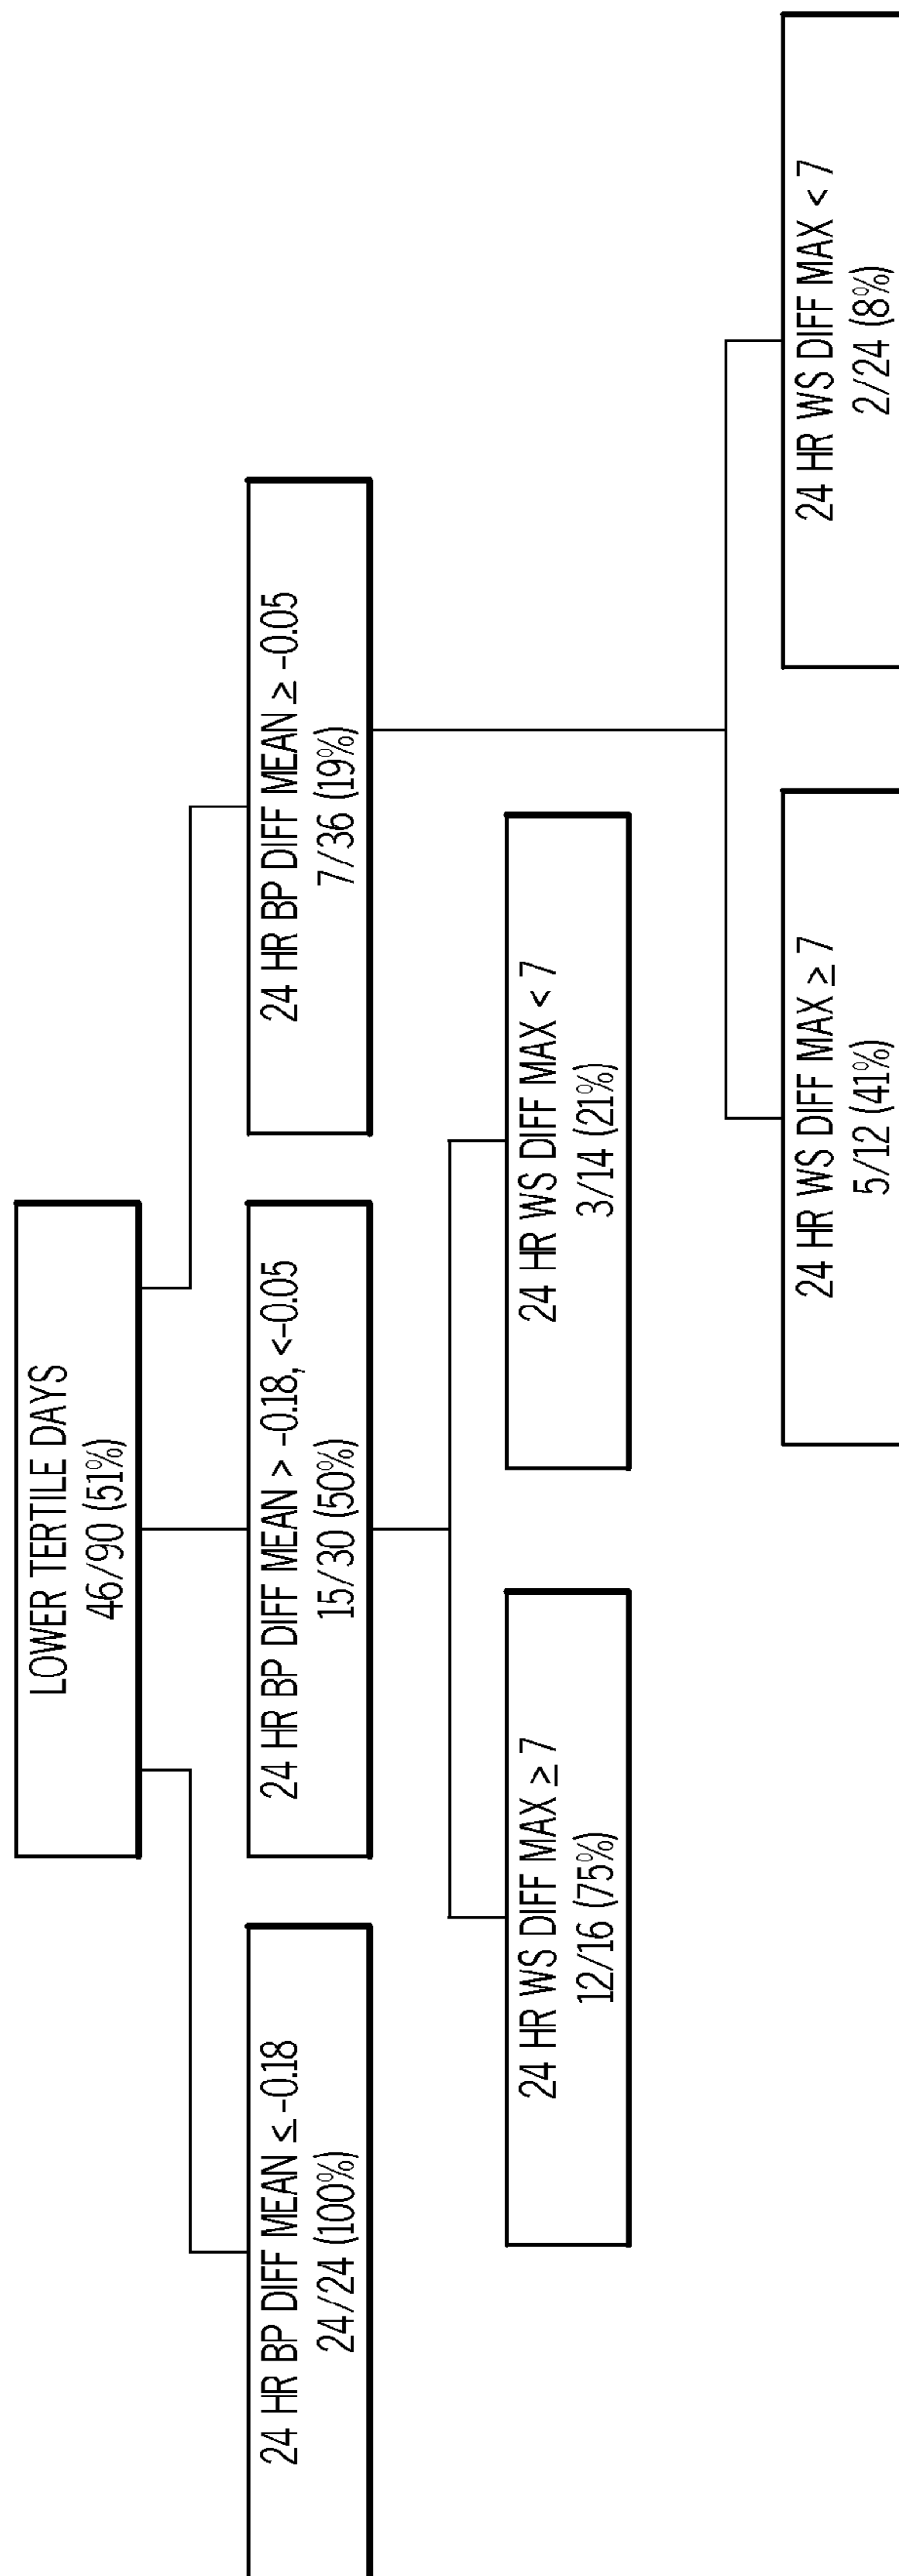 LOWER TERTILE DAYS
46/90 (51%)
24 HR BP DIFF MEAN ≤ -0.18
24/24 (100%)
24 HR BP DIFF MEAN > -0.18, <-0.05
15/30 (50%)
24 HR BP DIFF MEAN ≥ -0.05
7/36 (19%)
24 HR WS DIFF MAX ≥ 7
12/16 (75%)
24 HR WS DIFF MAX < 7
3/14 (21%)
24 HR WS DIFF MAX ≥ 7
5/12 (41%)
24 HR WS DIFF MAX < 7
2/24 (8%)